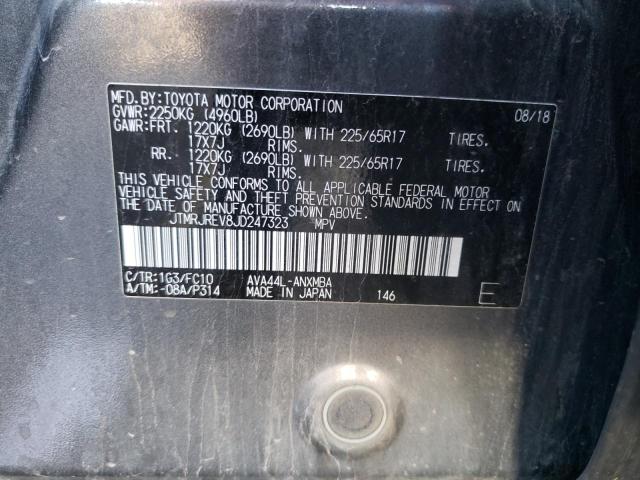 MFD.BY:TOYOTA MOTOR CORPORATION 08/18
GVWR:2250KG (4960LB)
GAWR:FRT. 1220KG (2690LB) WITH 225/65R17 TIRES.
17X7J RIMS.
RR. 1220KG (2690LB) WITH 225/65R17 TIRES.
17X7J RIMS.
THIS VEHICLE CONFORMS TO ALL APPLICABLE FEDERAL MOTOR
VEHICLE SAFETY AND THEFT PREVENTION STANDARDS IN EFFECT ON
THE DATE OF MANUFACTURE SHOWN ABOVE.
JTMRJREV8JD247323 MPV
C/TR:1G3/FC10 AVA44L-ANXMBA
A/TM:-08A/P314 MADE IN JAPAN 146 E